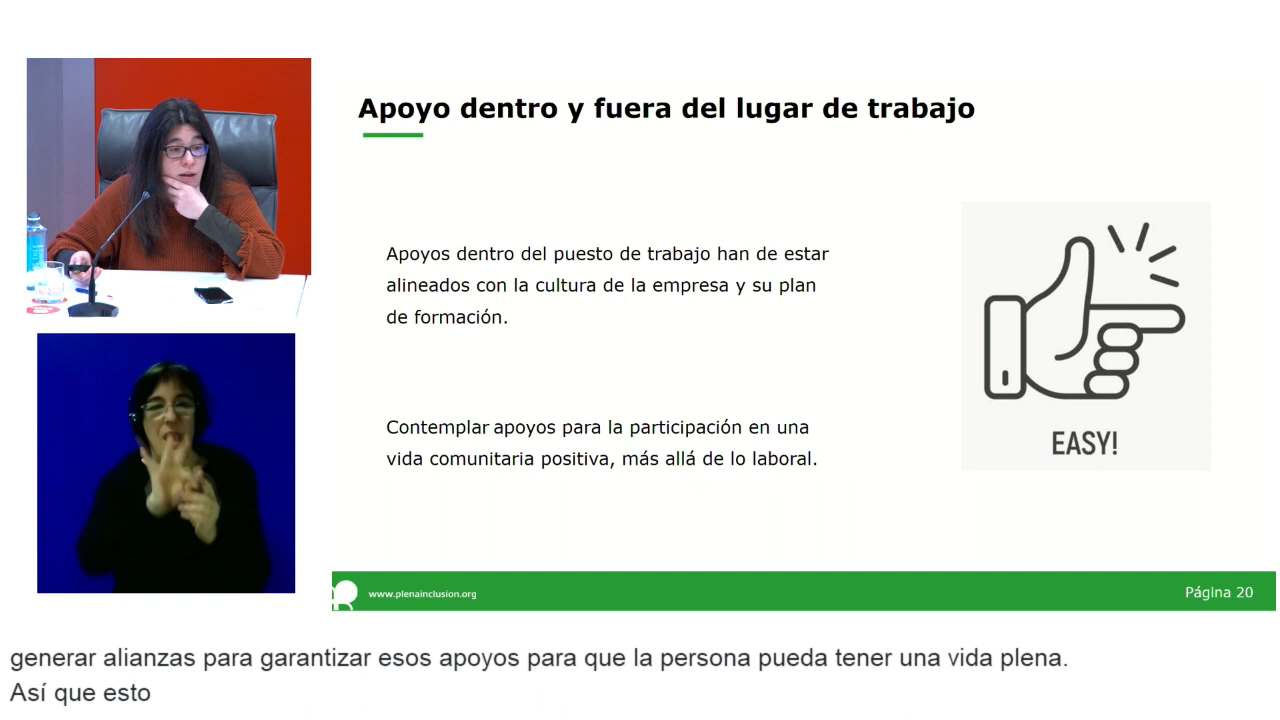 Apoyo dentro y fuera del lugar de trabajo
Apoyos dentro del puesto de trabajo han de estar
alineados con la cultura de la empresa y su plan
de formación.
Contemplar apoyos para la participación en una
vida comunitaria positiva, más allá de lo laboral.
EASY!
www.plenainclusion.org
Página 20
generar alianzas para garantizar esos apoyos para que la persona pueda tener una vida plena.
Así que esto